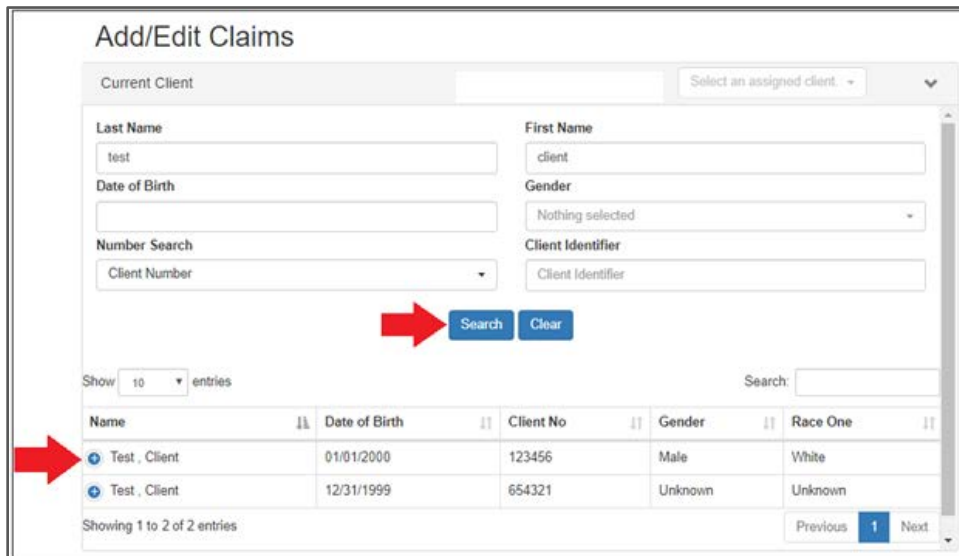 Add/Edit Claims
Current Client Select an assigned client.
Last Name First Name
test client
Date of Birth Gender
Nothing selected
Number Search Client Identifier
Client Number Client Identifier
Search Clear
Show 10 entries Search:
Name Date of Birth Client No Gender Race One
Test , Client 01/01/2000 123456 Male White
Test , Client 12/31/1999 654321 Unknown Unknown
Showing 1 to 2 of 2 entries Previous 1 Next